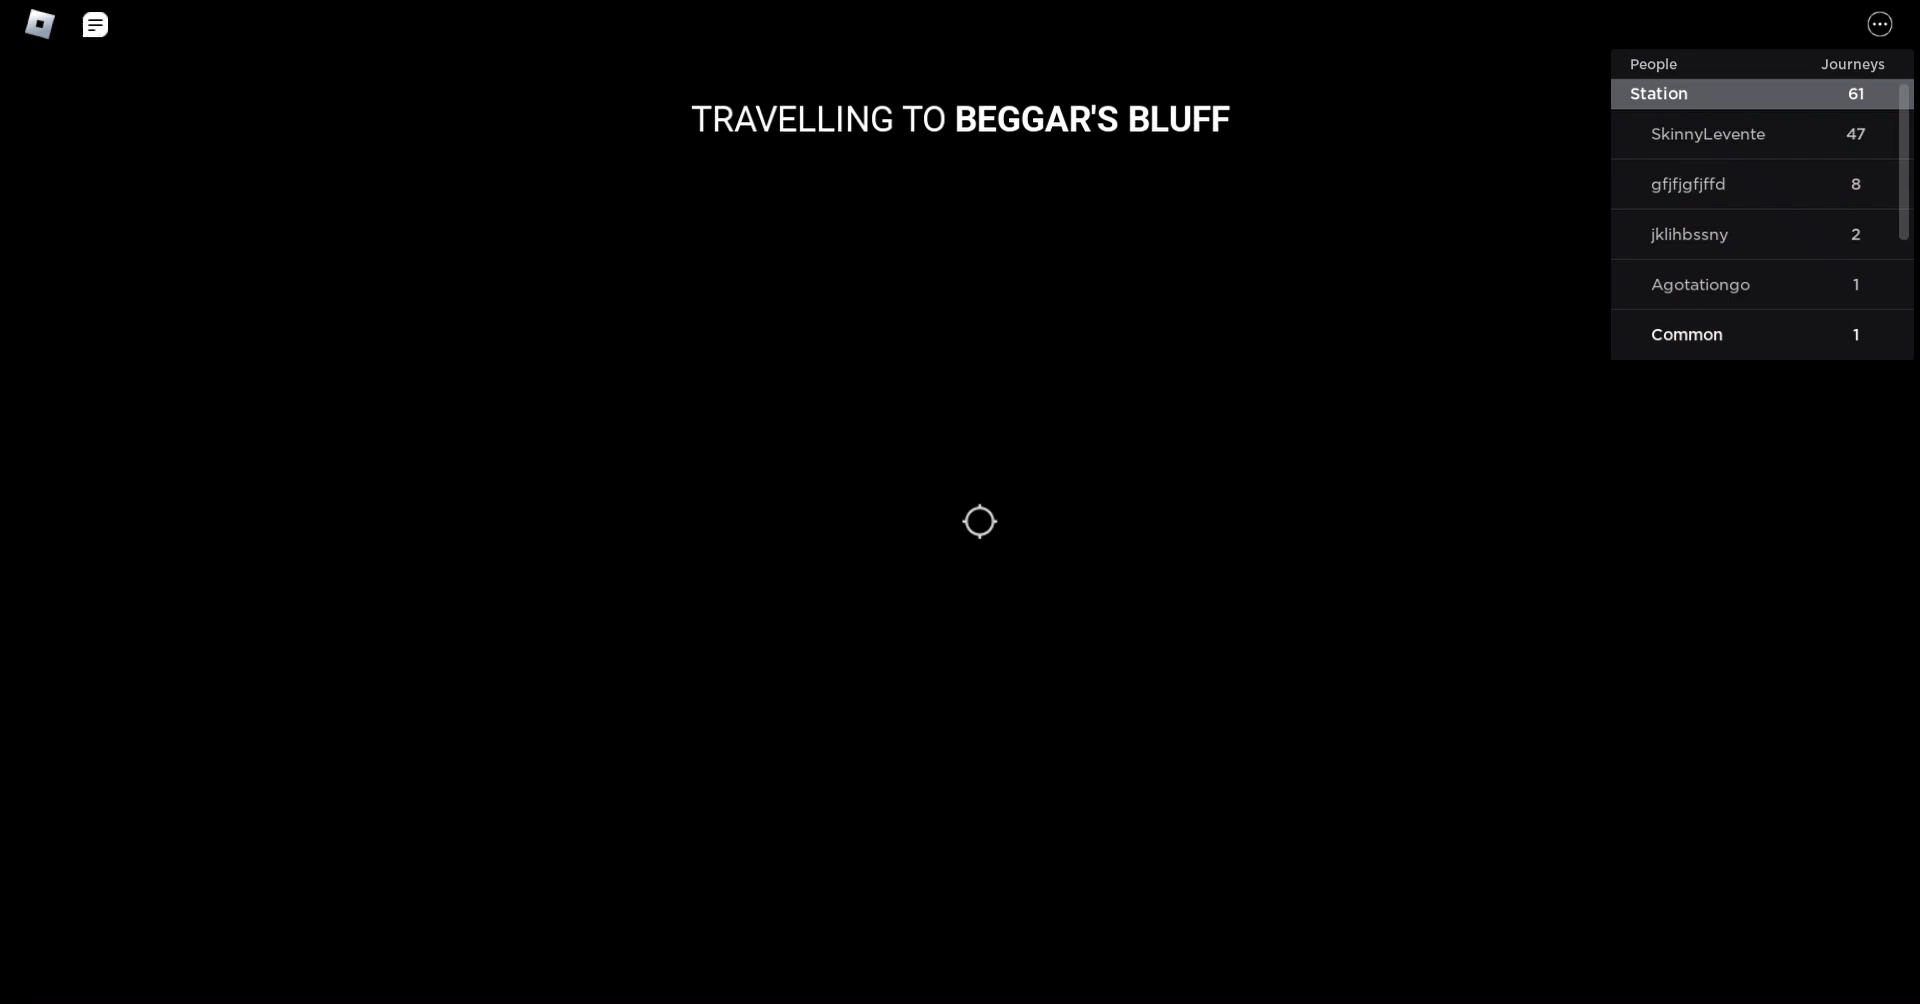 People Journeys
TRAVELLING TO BEGGAR'S BLUFF
Station 61
SkinnyLevente 47
gfjfjgfjffd 8
jklihbssny 2
Agotationgo 1
Common 1